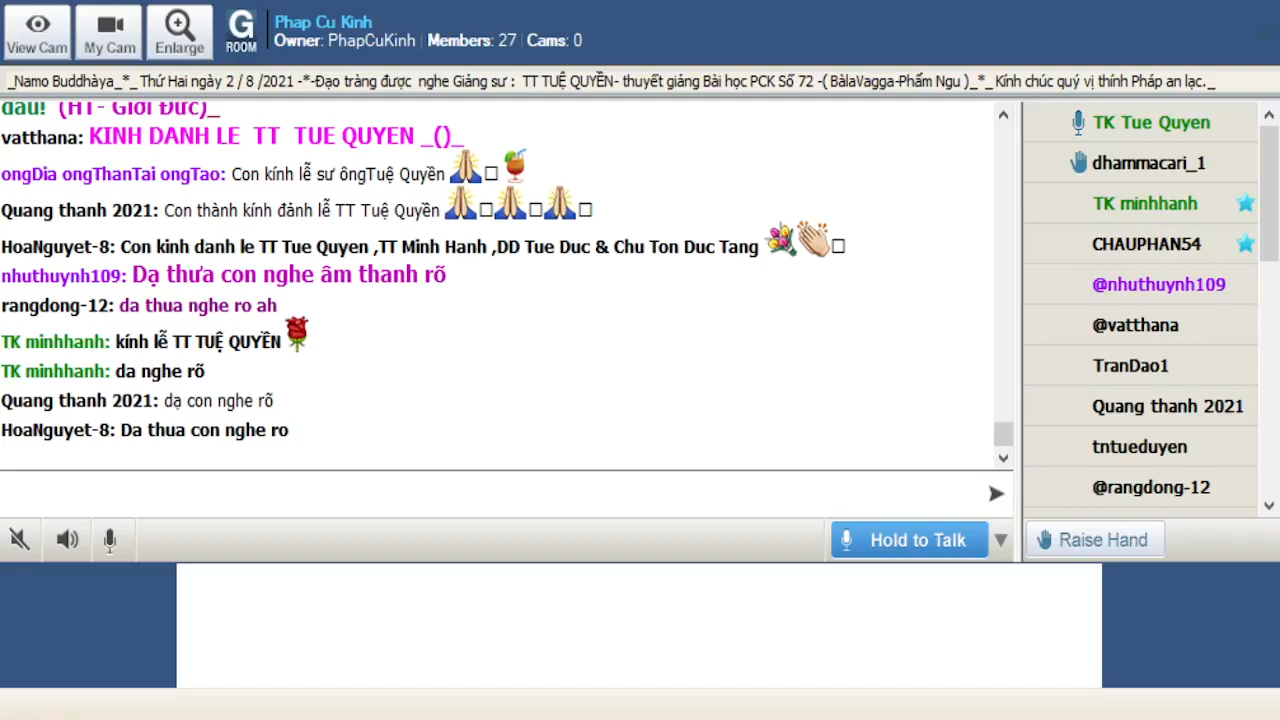 View Cam
My Cam
Enlarge
G
ROOM
Phap Cu Kinh
Owner: PhapCuKinh | Members: 27 | Cams: 0
_Namo Buddhàya_*_ Thứ Hai ngày 2 / 8 /2021 -*-Đạo tràng được nghe Giảng sư : TT TUỆ QUYỀN- thuyết giảng Bài học PCK Số 72 -( BàlaVagga-Phẩm Ngu )_*_ Kính chúc quý vị thính Pháp an lạc._
dau! (HT- Giới Đức)_
vatthana: KINH DANH LE TT TUE QUYEN _()_
ongDia ongThanTai ongTao: Con kính lễ sư ôngTuệ Quyền
Quang thanh 2021: Con thành kính đảnh lễ TT Tuệ Quyền
HoaNguyet-8: Con kinh danh le TT Tue Quyen ,TT Minh Hanh ,DD Tue Duc & Chu Ton Duc Tang
nhuthuynh109: Dạ thưa con nghe âm thanh rõ
rangdong-12: da thua nghe ro ah
TK minhhanh: kính lễ TT TUỆ QUYỀN
TK minhhanh: da nghe rõ
Quang thanh 2021: dạ con nghe rõ
HoaNguyet-8: Da thua con nghe ro
TK Tue Quyen
dhammacari_1
TK minhhanh
CHAUPHAN54
@nhuthuynh109
@vatthana
TranDao1
Quang thanh 2021
tntueduyen
@rangdong-12
Hold to Talk
Raise Hand